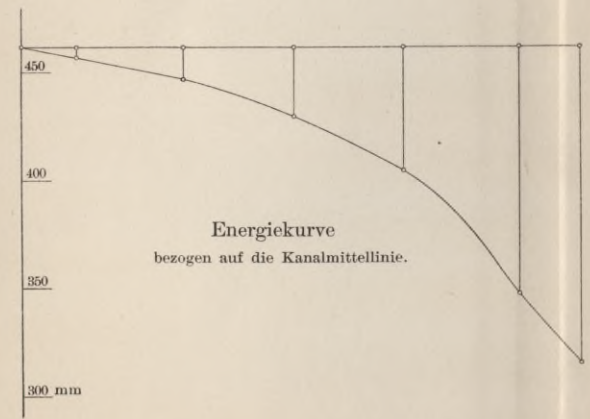 450
400
Energiekurve
bezogen auf die Kanalmittellinie.
350
300 mm